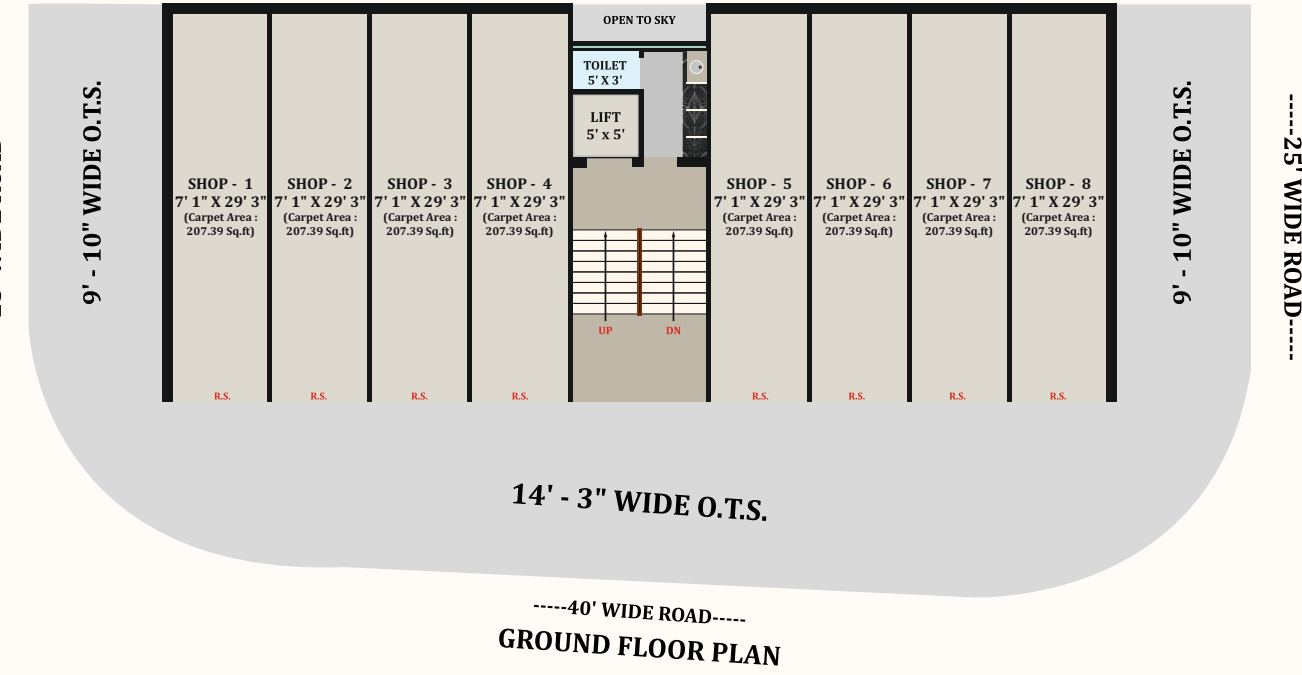 OPEN TO SKY
TOILET
5' X 3'
LIFT
5' x 5'
9' - 10" WIDE O.T.S.
SHOP - 1
7' 1" X 29' 3"
(Carpet Area :
207.39 Sq.ft)
R.S.
SHOP - 2
7' 1" X 29' 3"
(Carpet Area :
207.39 Sq.ft)
R.S.
SHOP - 3
7' 1" X 29' 3"
(Carpet Area :
207.39 Sq.ft)
R.S.
SHOP - 4
7' 1" X 29' 3"
(Carpet Area :
207.39 Sq.ft)
R.S.
UP
DN
SHOP - 5
7' 1" X 29' 3"
(Carpet Area :
207.39 Sq.ft)
R.S.
SHOP - 6
7' 1" X 29' 3"
(Carpet Area :
207.39 Sq.ft)
R.S.
SHOP - 7
7' 1" X 29' 3"
(Carpet Area :
207.39 Sq.ft)
R.S.
SHOP - 8
7' 1" X 29' 3"
(Carpet Area :
207.39 Sq.ft)
R.S.
9' - 10" WIDE O.T.S.
-----25' WIDE ROAD-----
14' - 3" WIDE O.T.S.
-----40' WIDE ROAD-----
GROUND FLOOR PLAN